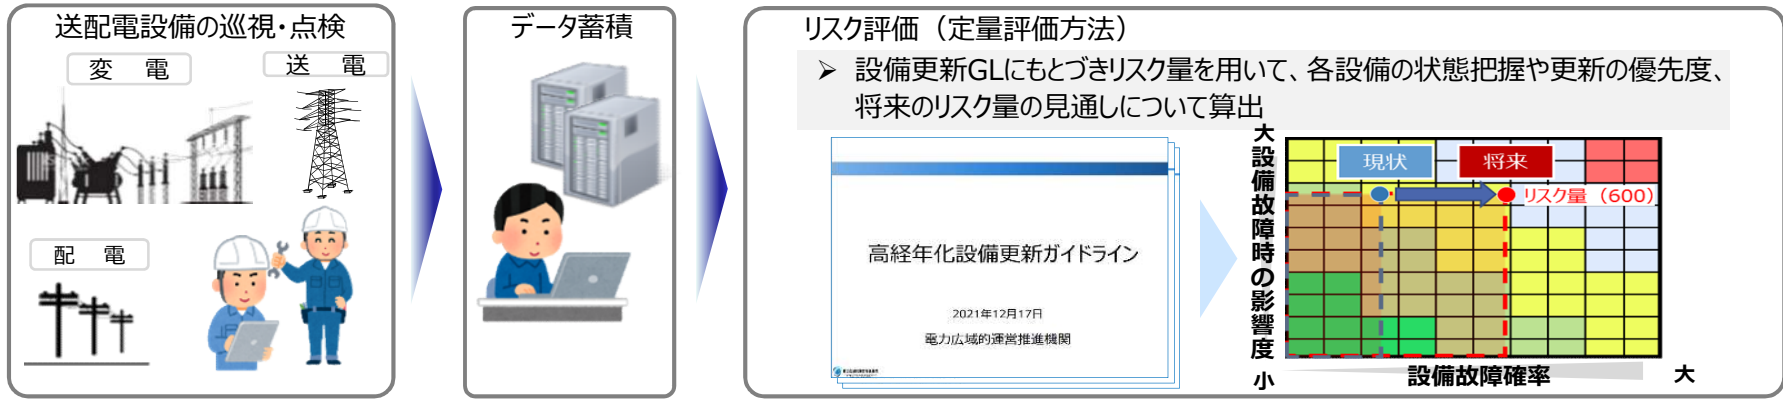 送配電設備の巡視・点検
変 電
送 電
配 電
データ蓄積
リスク評価（定量評価方法）
➢ 設備更新GLにもとづきリスク量を用いて、各設備の状態把握や更新の優先度、
将来のリスク量の見通しについて算出
高経年化設備更新ガイドライン
2021年12月17日
電力広域的運営推進機関
大
設備故障時の影響度
小
現状
将来
リスク量（600）
設備故障確率
大